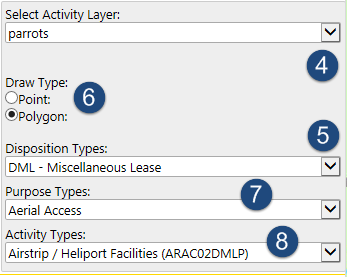 Select Activity Layer:
parrots
4
Draw Type:
6
Point:
Polygon:
5
Disposition Types:
DML - Miscellaneous Lease
Purpose Types:
7
Aerial Access
Activity Types:
8
Airstrip / Heliport Facilities (ARAC02DMLP)